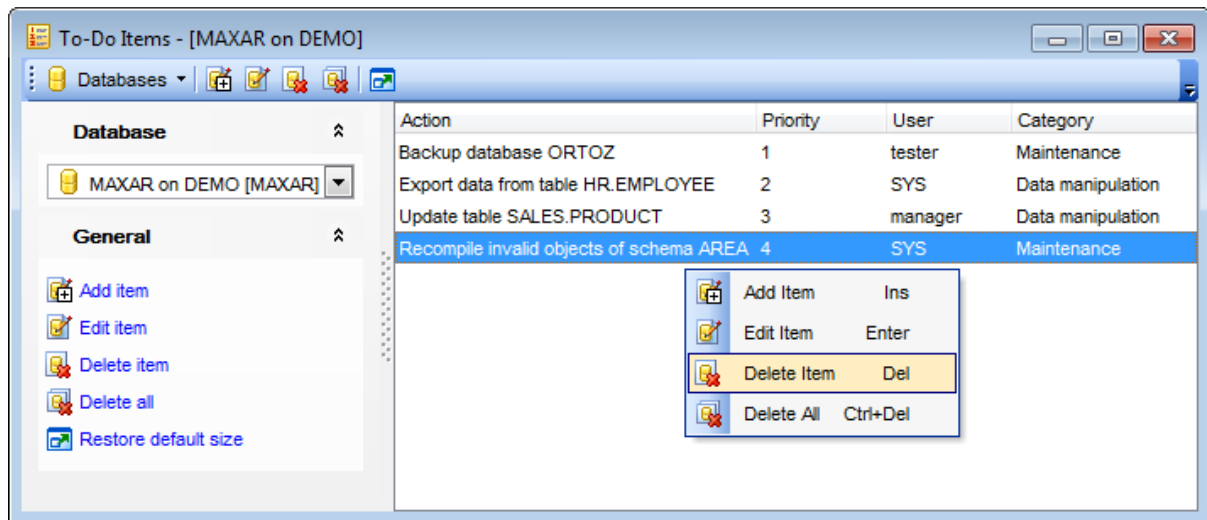 To-Do Items - [MAXAR on DEMO]
Databases
Database
MAXAR on DEMO [MAXAR]
General
Add item
Edit item
Delete item
Delete all
Restore default size
Action Priority User Category
Backup database ORTOZ 1 tester Maintenance
Export data from table HR.EMPLOYEE 2 SYS Data manipulation
Update table SALES.PRODUCT 3 manager Data manipulation
Recompile invalid objects of schema AREA 4 SYS Maintenance
Add Item Ins
Edit Item Enter
Delete Item Del
Delete All Ctrl+Del